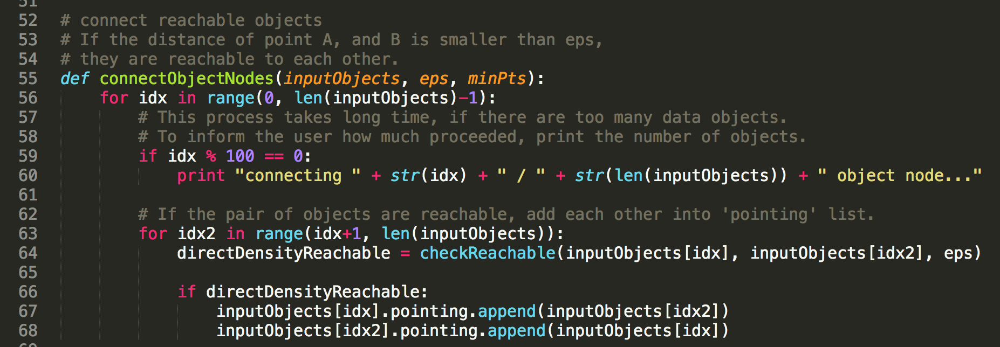 51
52 # connect reachable objects
53 # If the distance of point A, and B is smaller than eps,
54 # they are reachable to each other.
55 def connectObjectNodes(inputObjects, eps, minPts):
56     for idx in range(0, len(inputObjects)-1):
57         # This process takes long time, if there are too many data objects.
58         # To inform the user how much proceeded, print the number of objects.
59         if idx % 100 == 0:
60             print "connecting " + str(idx) + " / " + str(len(inputObjects)) + " object node..."
61
62         # If the pair of objects are reachable, add each other into 'pointing' list.
63         for idx2 in range(idx+1, len(inputObjects)):
64             directDensityReachable = checkReachable(inputObjects[idx], inputObjects[idx2], eps)
65
66             if directDensityReachable:
67                 inputObjects[idx].pointing.append(inputObjects[idx2])
68                 inputObjects[idx2].pointing.append(inputObjects[idx])